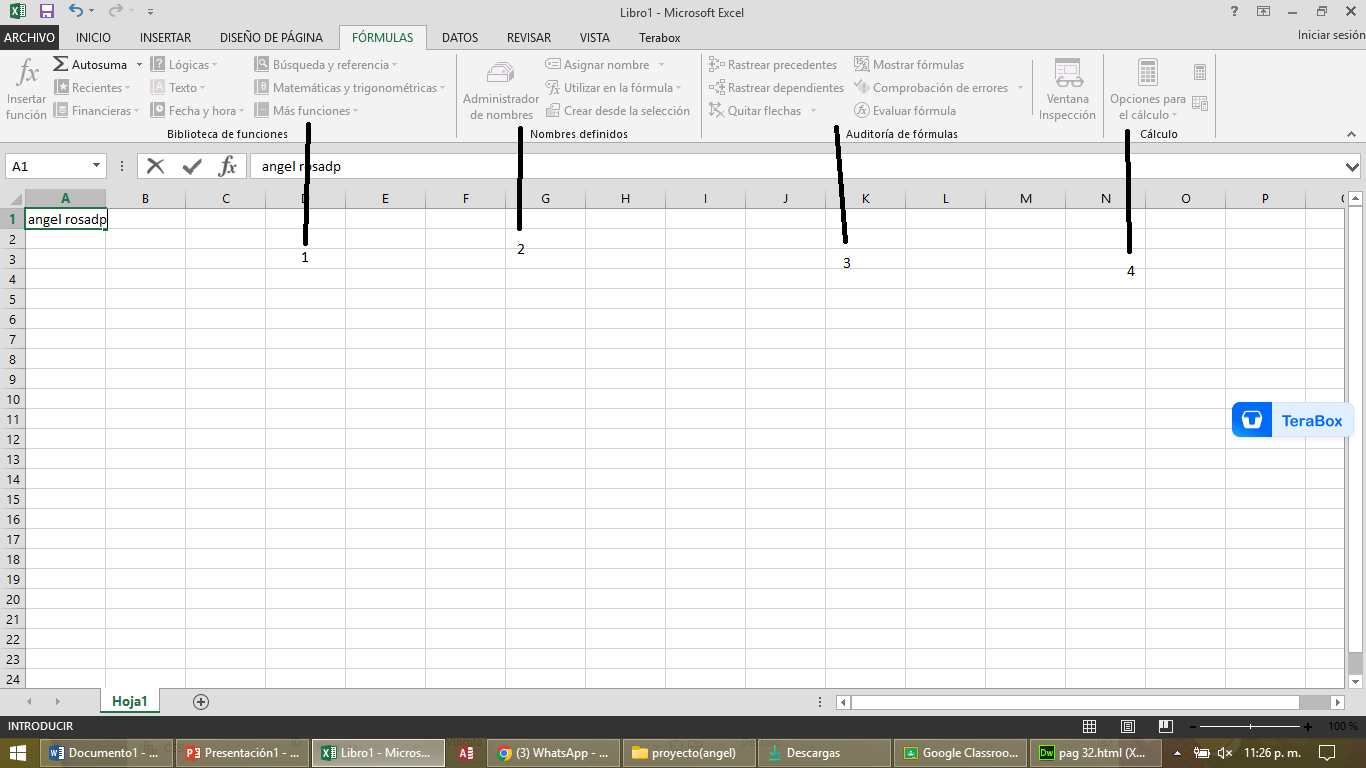 Libro1 - Microsoft Excel
ARCHIVO INICIO INSERTAR DISEÑO DE PÁGINA FÓRMULAS DATOS REVISAR VISTA Terabox Iniciar sesión
fx Insertar función
Autosuma
Recientes
Financieras
Lógicas
Texto
Fecha y hora
Búsqueda y referencia
Matemáticas y trigonométricas
Más funciones
Biblioteca de funciones
Administrador de nombres
Asignar nombre
Utilizar en la fórmula
Crear desde la selección
Nombres definidos
Rastrear precedentes
Rastrear dependientes
Quitar flechas
Mostrar fórmulas
Comprobación de errores
Evaluar fórmula
Auditoría de fórmulas
Ventana Inspección
Opciones para el cálculo
Cálculo
A1 fx angel rosadp
A B C D E F G H I J K L M N O P
1 angel rosadp
2
3
4
5
6
7
8
9
10
11
12
13
14
15
16
17
18
19
20
21
22
23
24
1
2
3
4
TeraBox
Hoja1
INTRODUCIR 100 %
Documento1 - ... Presentación1 - ... Libro1 - Micros... (3) WhatsApp - ... proyecto(angel) Descargas Google Classroo... pag 32.html (X... 11:26 p. m.